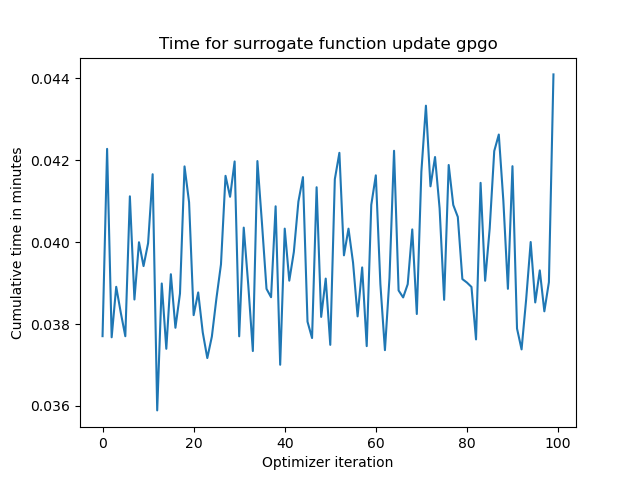 Time for surrogate function update gpgo
Cumulative time in minutes
0.044
0.042
0.040
0.038
0.036
0 20 40 60 80 100
Optimizer iteration